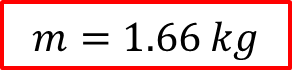 m = 1.66 kg